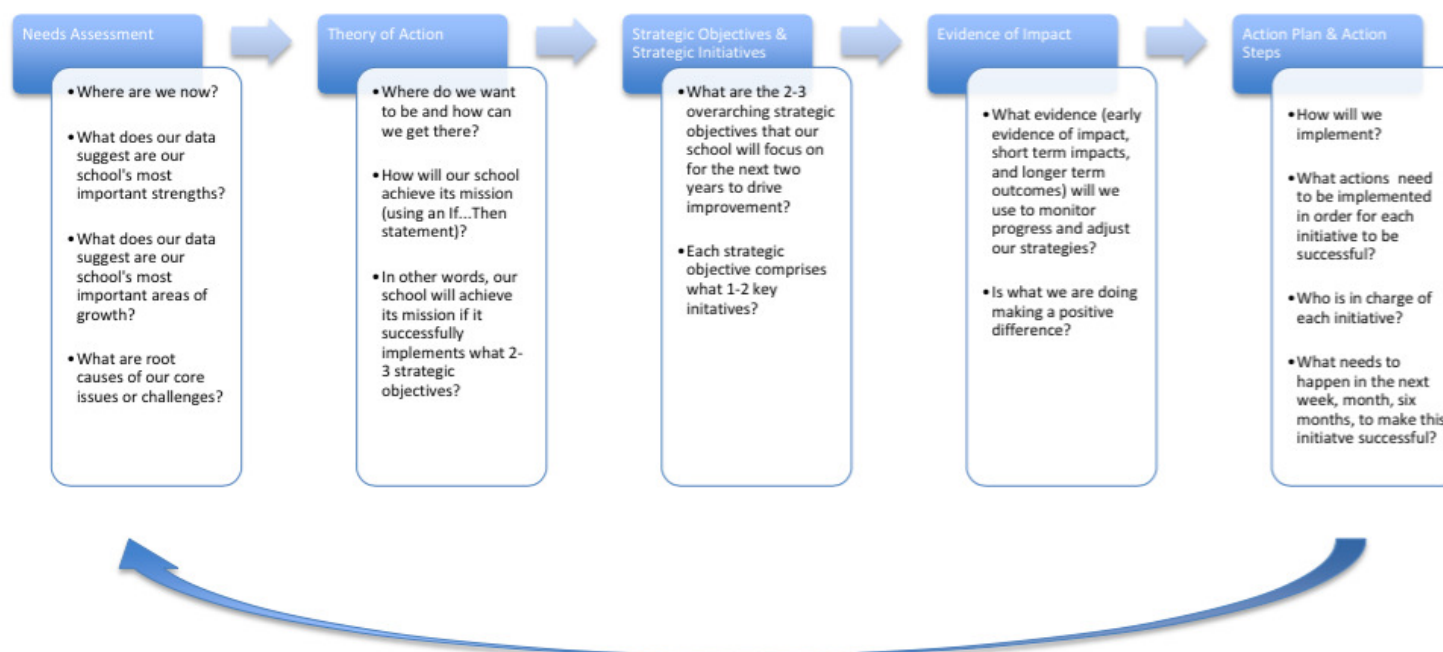 Needs Assessment
•Where are we now?
•What does our data
suggest are our
school's most
important strengths?
•What does our data
suggest are our
school's most
important areas of
growth?
•What are root
causes of our core
issues or challenges?
Theory of Action
•Where do we want
to be and how can
we get there?
•How will our school
achieve its mission
(using an If...Then
statement)?
•In other words, our
school will achieve
its mission if it
successfully
implements what 2-
3 strategic
objectives?
Strategic Objectives &
Strategic Initiatives
•What are the 2-3
overarching strategic
objectives that our
school will focus on
for the next two
years to drive
improvement?
•Each strategic
objective comprises
what 1-2 key
initatives?
Evidence of Impact
•What evidence (early
evidence of impact,
short term impacts,
and longer term
outcomes) will we
use to monitor
progress and adjust
our strategies?
•Is what we are doing
making a positive
difference?
Action Plan & Action
Steps
•How will we
implement?
•What actions need
to be implemented
in order for each
initiative to be
successful?
•Who is in charge of
each initiative?
•What needs to
happen in the next
week, month, six
months, to make this
initiatve successful?